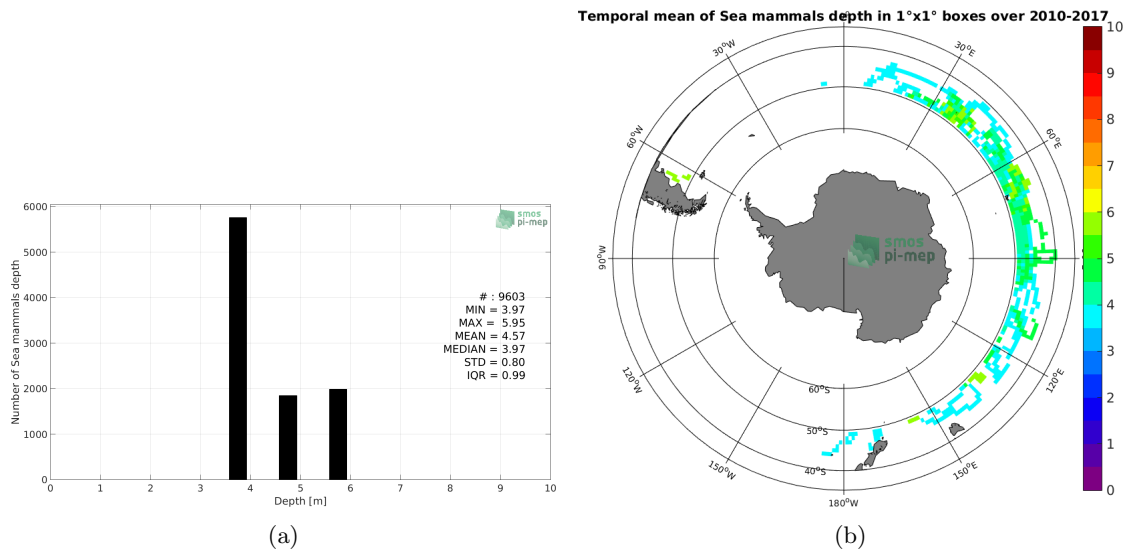 Temporal mean of Sea mammals depth in 1°x1° boxes over 2010-2017
smos
pi-mep
6000
5000
4000
3000
2000
1000
0
Number of Sea mammals depth
# : 9603
MIN = 3.97
MAX = 5.95
MEAN = 4.57
MEDIAN = 3.97
STD = 0.80
IQR = 0.99
0 1 2 3 4 5 6 7 8 9 10
Depth [m]
(a)
30°W
30°E
60°W
60°E
90°W
120°W
120°E
150°W
150°E
180°W
60°S
50°S
40°S
smos
pi-mep
10
9
8
7
6
5
4
3
2
1
0
(b)